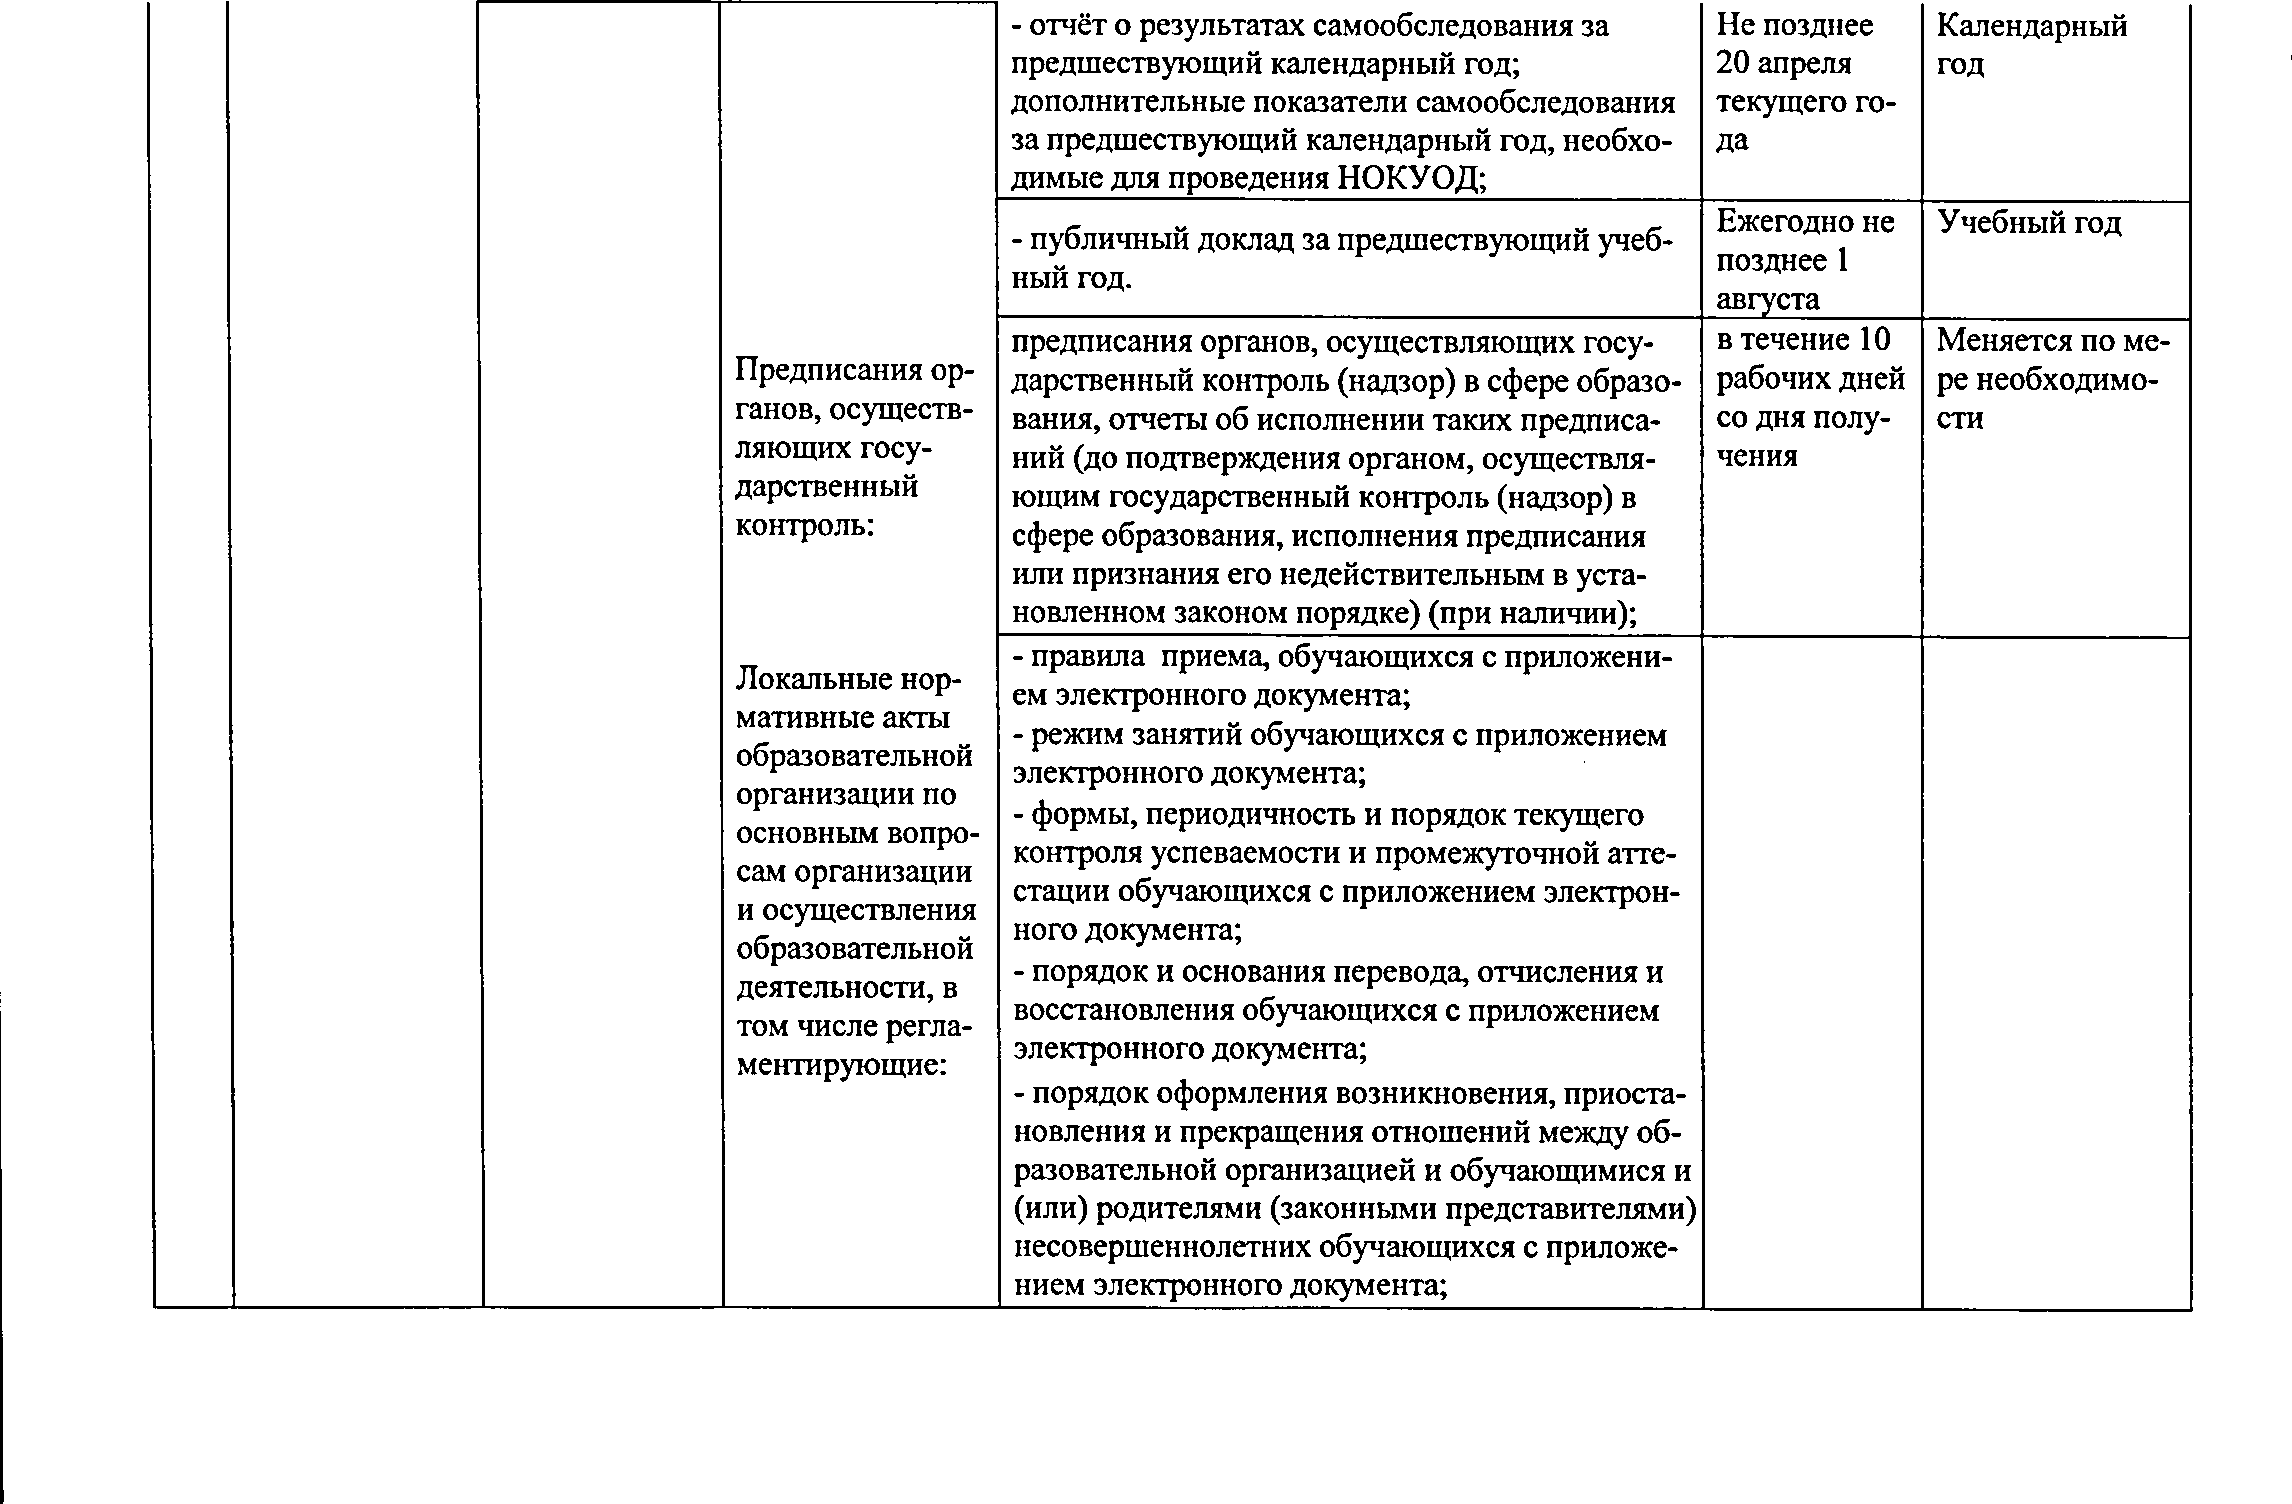 - отчёт о результатах самообследования за
предшествующий календарный год;
дополнительные показатели самообследования
за предшествующий календарный год, необхо-
димые для проведения НОКУОД;
Не позднее
20 апреля
текущего го-
да
Календарный
год
- публичный доклад за предшествующий учеб-
ный год.
Ежегодно не
позднее 1
августа
Учебный год
Предписания ор-
ганов, осуществ-
ляющих госу-
дарственный
контроль:
предписания органов, осуществляющих госу-
дарственный контроль (надзор) в сфере образо-
вания, отчеты об исполнении таких предписа-
ний (до подтверждения органом, осуществля-
ющим государственный контроль (надзор) в
сфере образования, исполнения предписания
или признания его недействительным в уста-
новленном законом порядке) (при наличии);
в течение 10
рабочих дней
со дня полу-
чения
Меняется по ме-
ре необходимо-
сти
Локальные нор-
мативные акты
образовательной
организации по
основным вопро-
сам организации
и осуществления
образовательной
деятельности, в
том числе регла-
ментирующие:
- правила  приема, обучающихся с приложени-
ем электронного документа;
- режим занятий обучающихся с приложением
электронного документа;
- формы, периодичность и порядок текущего
контроля успеваемости и промежуточной атте-
стации обучающихся с приложением электрон-
ного документа;
- порядок и основания перевода, отчисления и
восстановления обучающихся с приложением
электронного документа;
- порядок оформления возникновения, приоста-
новления и прекращения отношений между об-
разовательной организацией и обучающимися и
(или) родителями (законными представителями)
несовершеннолетних обучающихся с приложе-
нием электронного документа;